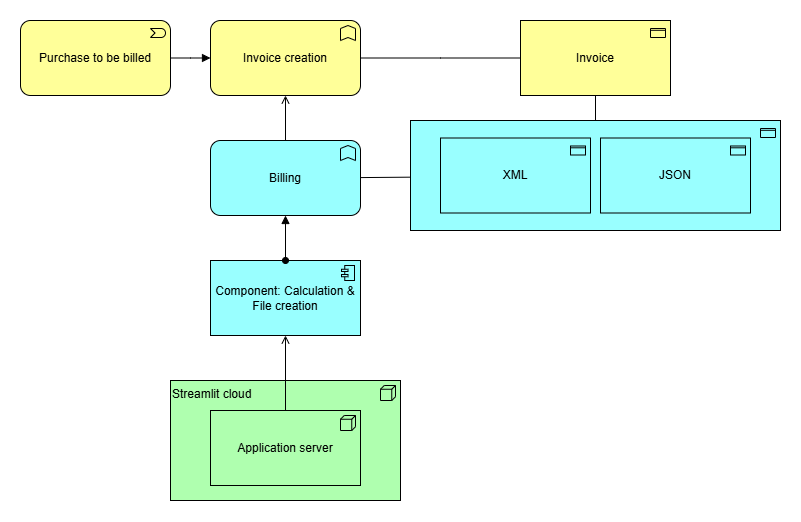 Purchase to be billed
Invoice creation
Invoice
Billing
XML
JSON
Component: Calculation &
File creation
Streamlit cloud
Application server